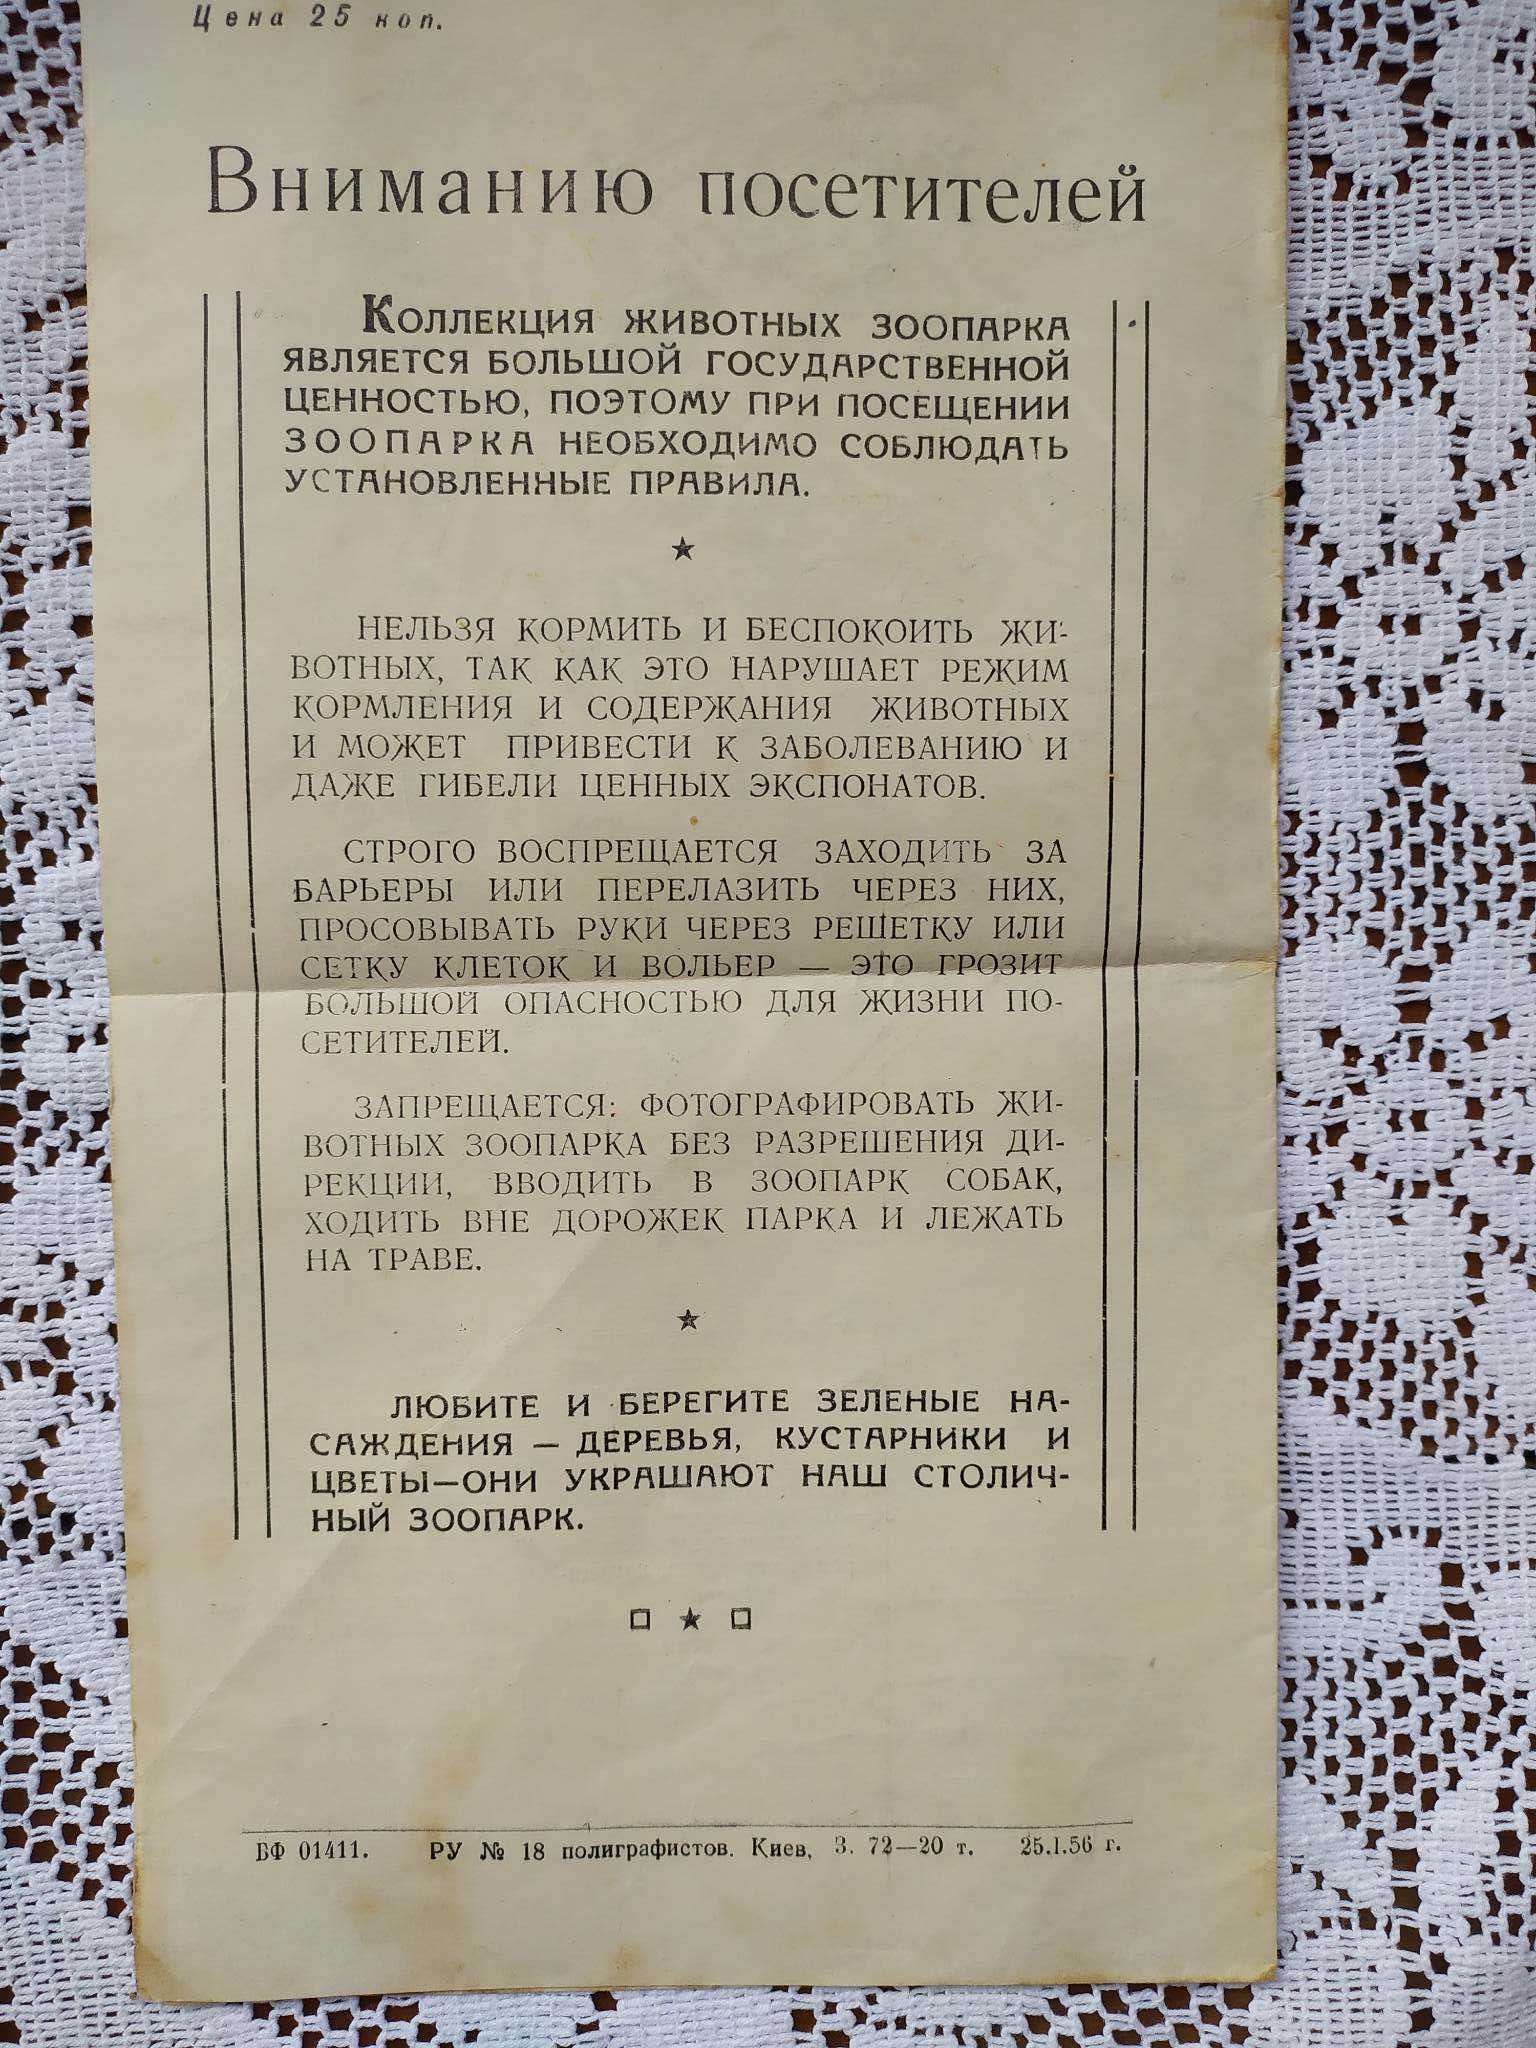 Цена 25 коп.
Вниманию посетителей
КОЛЛЕКЦИЯ ЖИВОТНЫХ ЗООПАРКА
ЯВЛЯЕТСЯ БОЛЬШОЙ ГОСУДАРСТВЕННОЙ
ЦЕННОСТЬЮ, ПОЭТОМУ ПРИ ПОСЕЩЕНИИ
ЗООПАРКА НЕОБХОДИМО СОБЛЮДАТЬ
УСТАНОВЛЕННЫЕ ПРАВИЛА.
НЕЛЬЗЯ КОРМИТЬ И БЕСПОКОИТЬ ЖИ-
ВОТНЫХ, ТАК КАК ЭТО НАРУШАЕТ РЕЖИМ
КОРМЛЕНИЯ И СОДЕРЖАНИЯ ЖИВОТНЫХ
И МОЖЕТ ПРИВЕСТИ К ЗАБОЛЕВАНИЮ И
ДАЖЕ ГИБЕЛИ ЦЕННЫХ ЭКСПОНАТОВ.
СТРОГО ВОСПРЕЩАЕТСЯ ЗАХОДИТЬ ЗА
БАРЬЕРЫ ИЛИ ПЕРЕЛАЗИТЬ ЧЕРЕЗ НИХ,
ПРОСОВЫВАТЬ РУКИ ЧЕРЕЗ РЕШЕТКУ ИЛИ
СЕТКУ КЛЕТОК И ВОЛЬЕР — ЭТО ГРОЗИТ
БОЛЬШОЙ ОПАСНОСТЬЮ ДЛЯ ЖИЗНИ ПО-
СЕТИТЕЛЕЙ.
ЗАПРЕЩАЕТСЯ: ФОТОГРАФИРОВАТЬ ЖИ-
ВОТНЫХ ЗООПАРКА БЕЗ РАЗРЕШЕНИЯ ДИ-
РЕКЦИИ, ВВОДИТЬ В ЗООПАРК СОБАК,
ХОДИТЬ ВНЕ ДОРОЖЕК ПАРКА И ЛЕЖАТЬ
НА ТРАВЕ.
ЛЮБИТЕ И БЕРЕГИТЕ ЗЕЛЕНЫЕ НА-
САЖДЕНИЯ — ДЕРЕВЬЯ, КУСТАРНИКИ И
ЦВЕТЫ—ОНИ УКРАШАЮТ НАШ СТОЛИЧ-
НЫЙ ЗООПАРК.
БФ 01411. РУ № 18 полиграфистов. Киев, З. 72—20 т. 25.I.56 г.